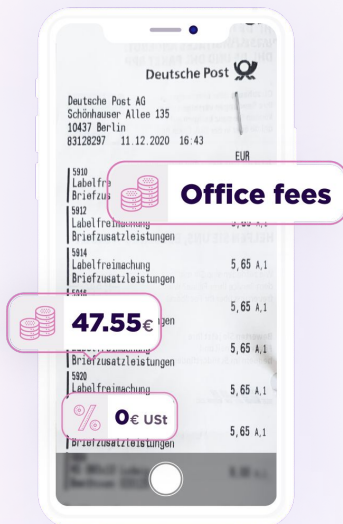 Deutsche Post
Deutsche Post AG
Schönhauser Allee 135
10437 Berlin
83128297 11.12.2020 16:43
EUR
5910
Office fees
5912
Labelfreimachung
Briefzusatzleistungen
5914
Labelfreimachung 5,65 A,1
Briefzusatzleistungen
5,65 A,1
47.55€
5,65 A,1
Briefzusatzleistungen
5920
Labelfreimachung 5,65 A,1
0€ USt
5,65 A,1
Briefzusatzleistungen